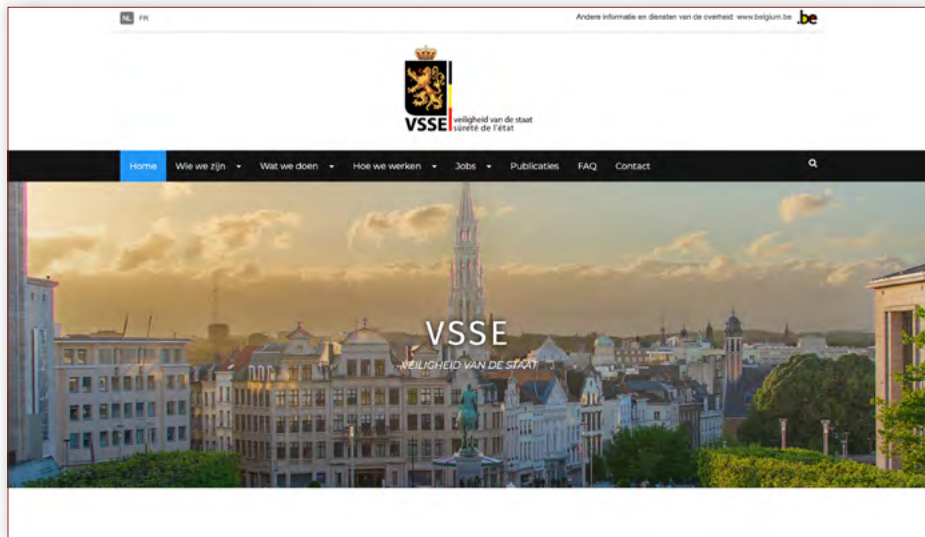 NL FR
Andere informatie en diensten van de overheid: www.belgium.be .be
VSSE veiligheid van de staat
sûreté de l'état
Home Wie we zijn Wat we doen Hoe we werken Jobs Publicaties FAQ Contact
VSSE
VEILIGHEID VAN DE STAAT